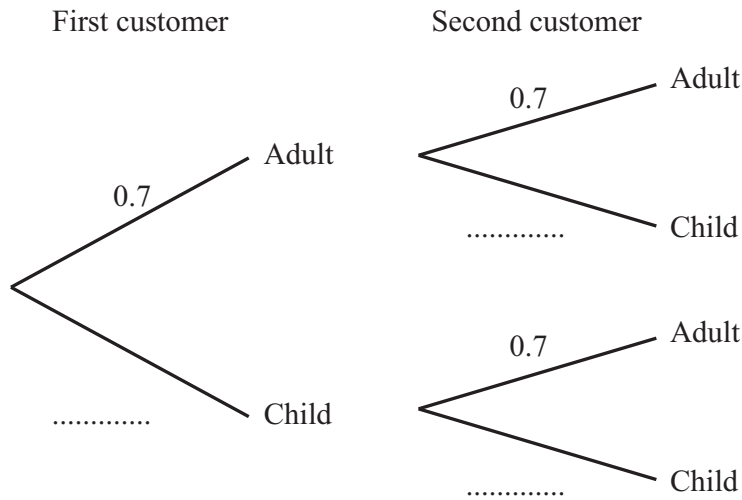 First customer
Second customer
Adult
0.7
0.7
Adult
Child
.............
Child
.............
Adult
0.7
Child
.............